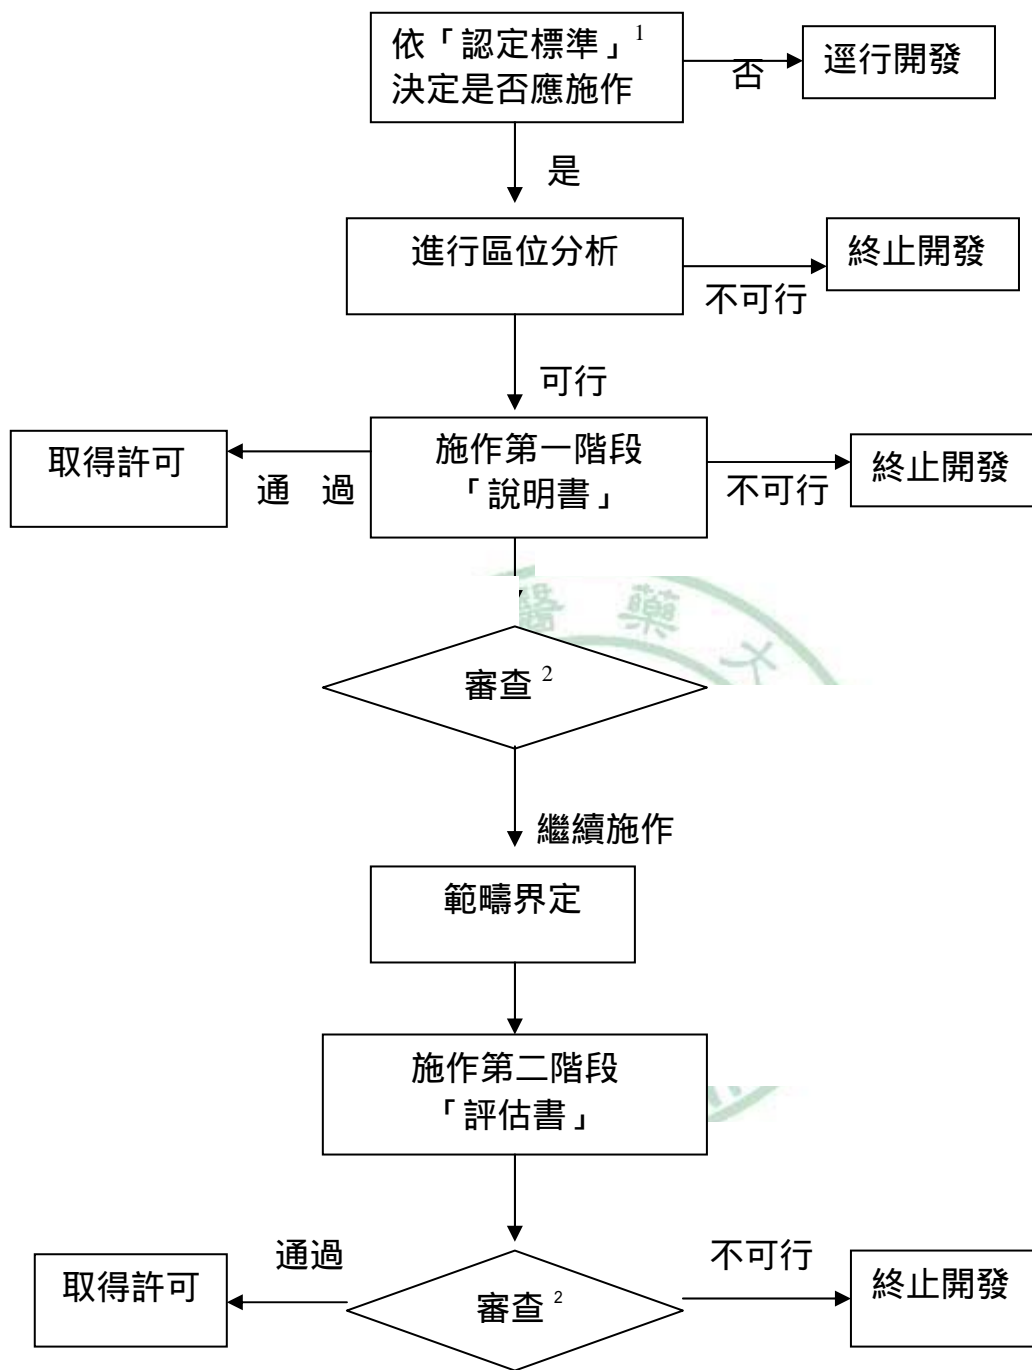 依「認定標準」1
決定是否應施作
否
逕行開發
是
進行區位分析
不可行
終止開發
可行
取得許可
通 過
施作第一階段
「說明書」
不可行
終止開發
醫藥大
審查 2
繼續施作
範疇界定
施作第二階段
「評估書」
取得許可
通過
審查 2
不可行
終止開發